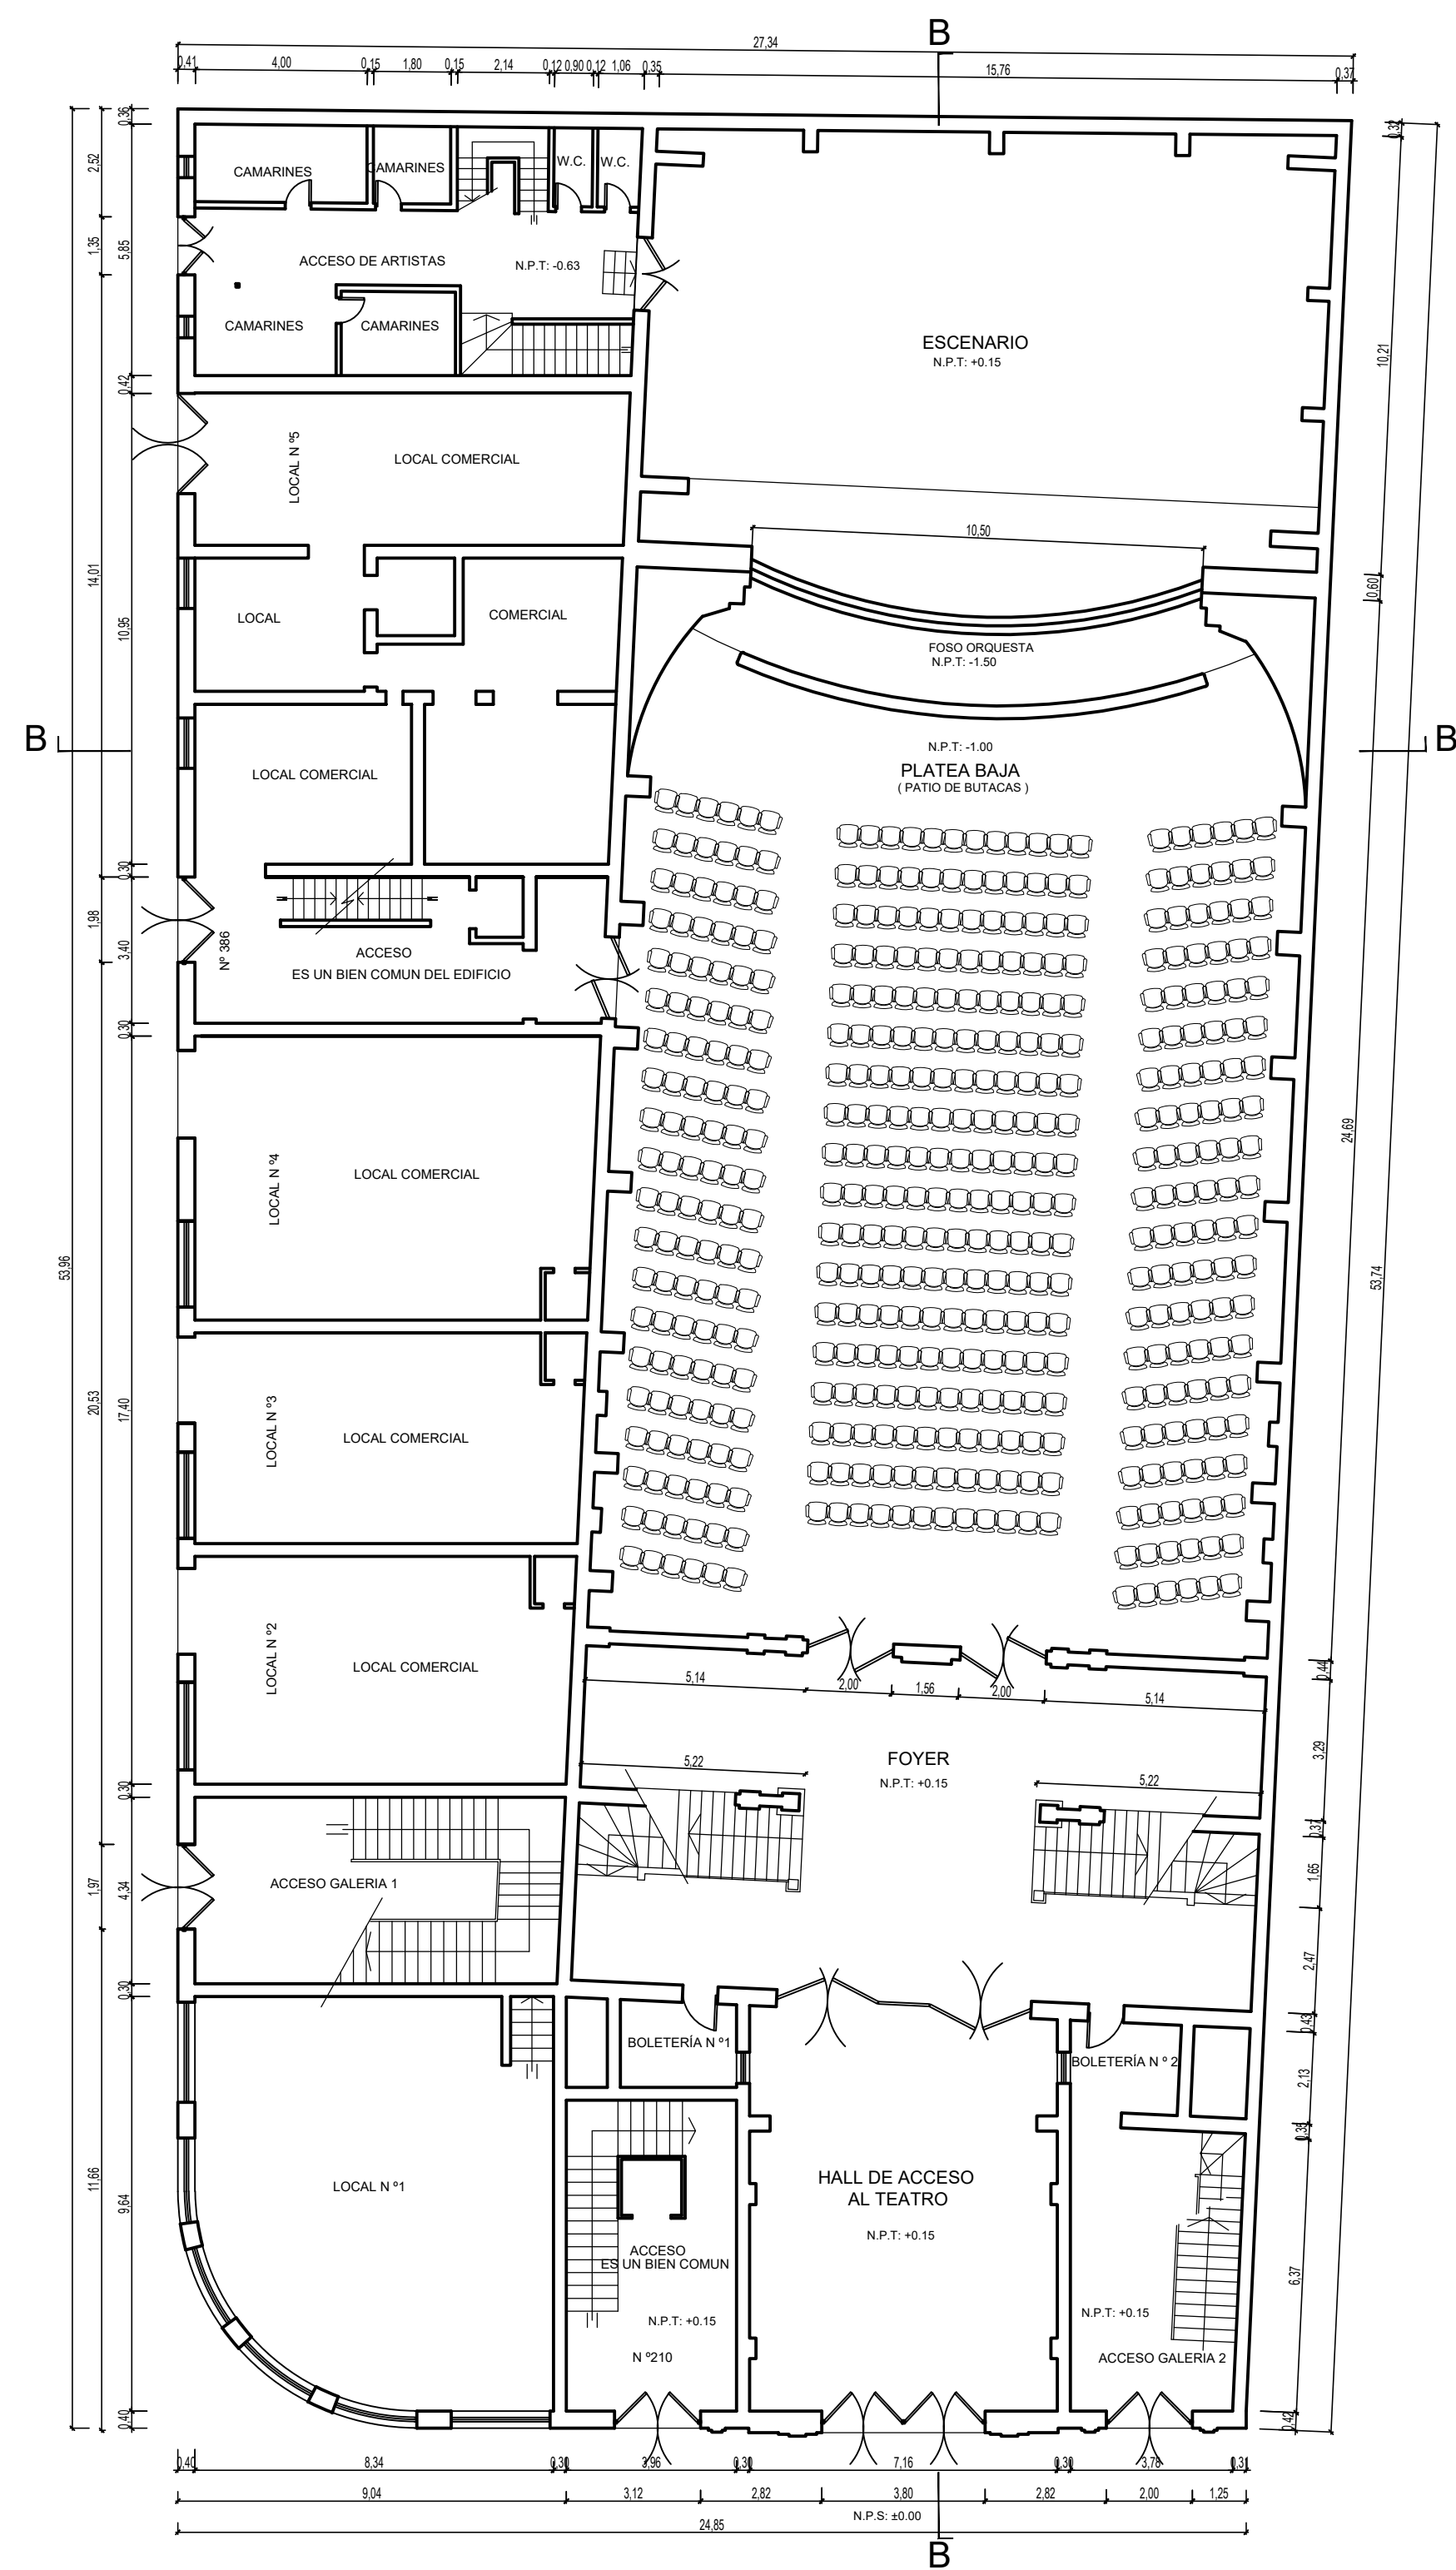 B
27,34
0,41 4,00 0,15 1,80 0,15 2,14 0,12 0,90 0,12 1,06 0,35 15,76 0,37
0,36
0,32
2,52
CAMARINES
CAMARINES
W.C.
W.C.
1,35
5,85
ACCESO DE ARTISTAS
N.P.T: -0.63
CAMARINES
CAMARINES
ESCENARIO
N.P.T: +0.15
10,21
0,42
LOCAL N º5
LOCAL COMERCIAL
10,50
14,01
10,95
0,60
LOCAL
COMERCIAL
FOSO ORQUESTA
N.P.T: -1.50
B
B
N.P.T: -1.00
PLATEA BAJA
( PATIO DE BUTACAS )
LOCAL COMERCIAL
0,30
1,98
3,40
Nº 386
ACCESO
ES UN BIEN COMUN DEL EDIFICIO
0,30
24,69
LOCAL N º4
LOCAL COMERCIAL
53,96
53,74
20,53
17,40
LOCAL N º3
LOCAL COMERCIAL
LOCAL N º2
LOCAL COMERCIAL
0,44
5,14 2,00 1,56 2,00 5,14
3,29
FOYER
N.P.T: +0.15
5,22
5,22
0,30
0,37
1,65
1,97
4,34
ACCESO GALERIA 1
2,47
0,30
0,43
BOLETERÍA N º1
BOLETERÍA N º 2
2,13
0,35
11,66
9,64
LOCAL N º1
HALL DE ACCESO
AL TEATRO
N.P.T: +0.15
ACCESO
ES UN BIEN COMUN
N.P.T: +0.15
N º210
6,37
N.P.T: +0.15
ACCESO GALERIA 2
0,40
0,42
0,40 8,34 0,30 3,96 0,30 7,16 0,30 3,78 0,31
9,04 3,12 2,82 3,80 2,82 2,00 1,25
N.P.S: ±0.00
24,85
B